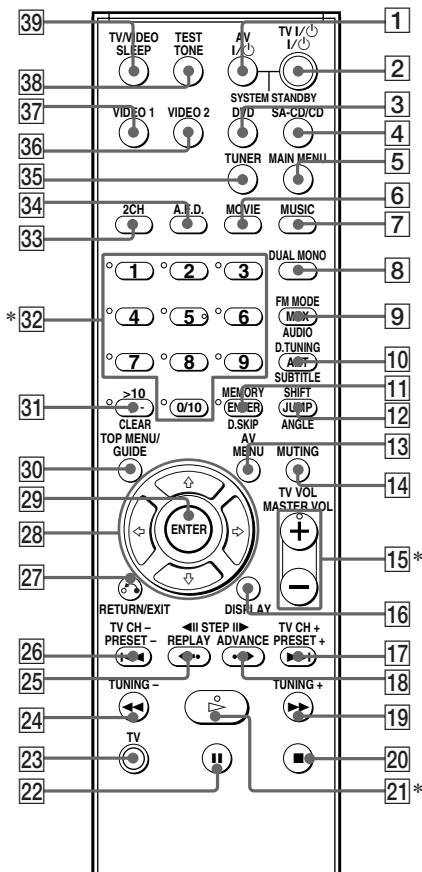 39 TV/VIDEO SLEEP TEST TONE AV I/⏻ TV I/⏻ I/⏻ 1
38 2
SYSTEM STANDBY
37 VIDEO 1 VIDEO 2 DVD SA-CD/CD 3
36 4
35 TUNER MAIN MENU 5
34 6
2CH A.F.D. MOVIE MUSIC
33 7
DUAL MONO 8
1 2 3
*32 4 5 6 FM MODE 9
AUDIO
D.TUNING 10
7 8 9
SUBTITLE
31 >10 - 0/10 MEMORY ENTER SHIFT JUMP 11
CLEAR D.SKIP ANGLE 12
TOP MENU/GUIDE AV MENU MUTING 13
30 14
29 TV VOL
MASTER VOL
28 ENTER + 15*
27 −
RETURN/EXIT DISPLAY 16
TV CH – ◀II STEP II▶ TV CH +
PRESET – REPLAY ADVANCE PRESET +
26 17
25 18
TUNING – TUNING +
24 ◀◀ ▷ ▶▶ 19
TV
23 II ■ 20
22 21*